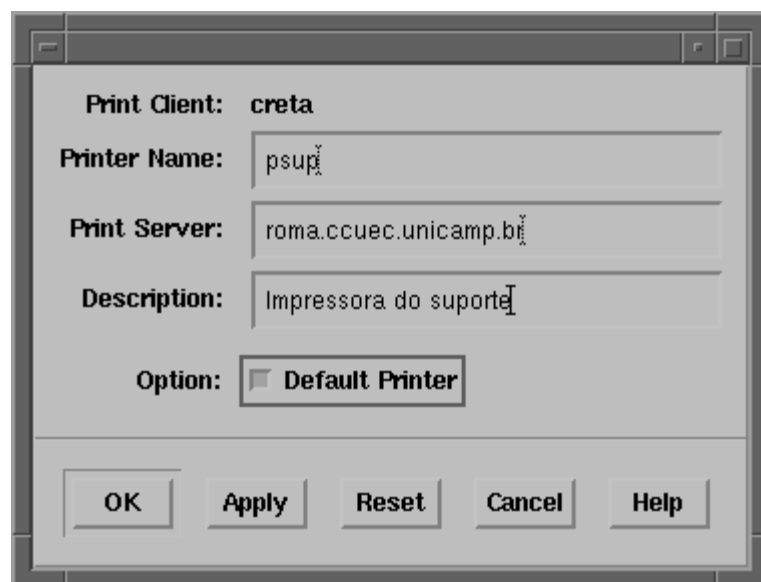 Print Client: creta
Printer Name: psup
Print Server: roma.ccuec.unicamp.br
Description: Impressora do suporte
Option: Default Printer
OK Apply Reset Cancel Help